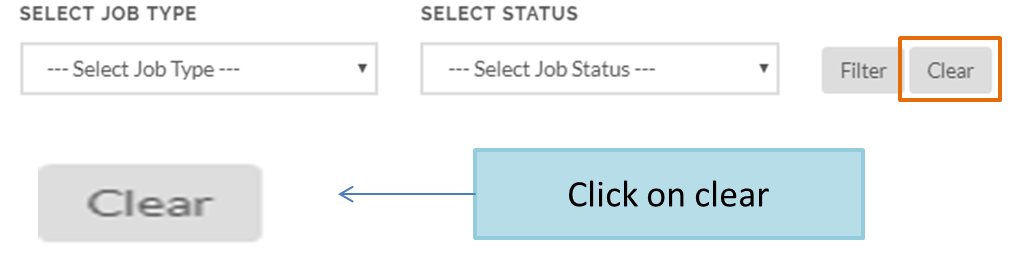 SELECT JOB TYPE
SELECT STATUS
--- Select Job Type ---
--- Select Job Status ---
Filter
Clear
Clear
Click on clear